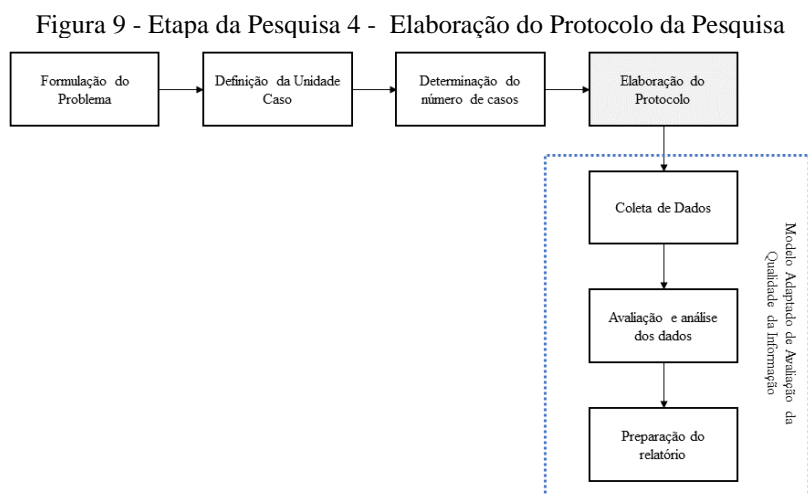 Figura 9 - Etapa da Pesquisa 4 - Elaboração do Protocolo da Pesquisa
Formulação do
Problema
Definição da Unidade
Caso
Determinação do
número de casos
Elaboração do
Protocolo
Coleta de Dados
Avaliação e análise
dos dados
Preparação do
relatório
Modelo Adaptado de Avaliação da
Qualidade da Informação